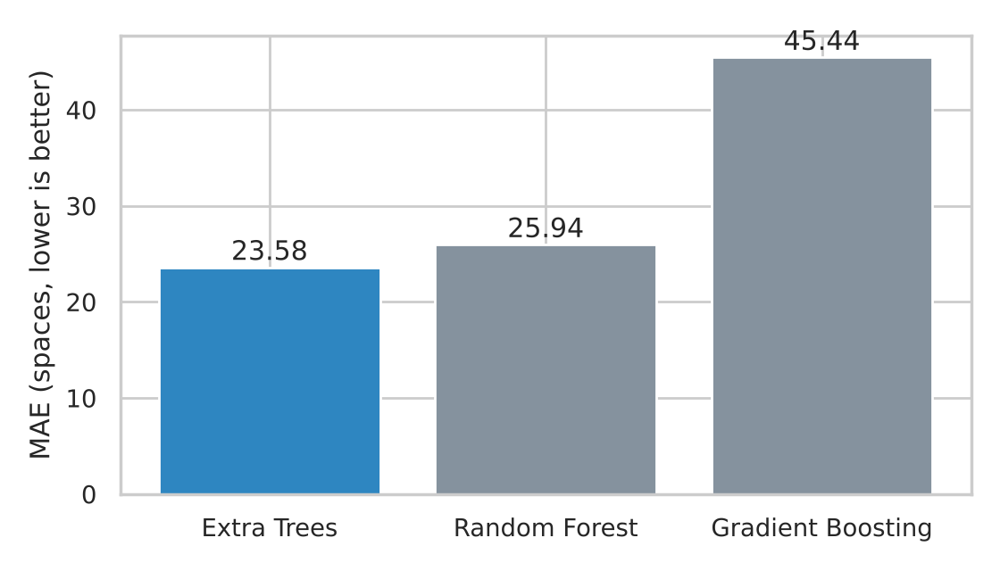 MAE (spaces, lower is better)
40
30
20
10
0
23.58
25.94
45.44
Extra Trees
Random Forest
Gradient Boosting